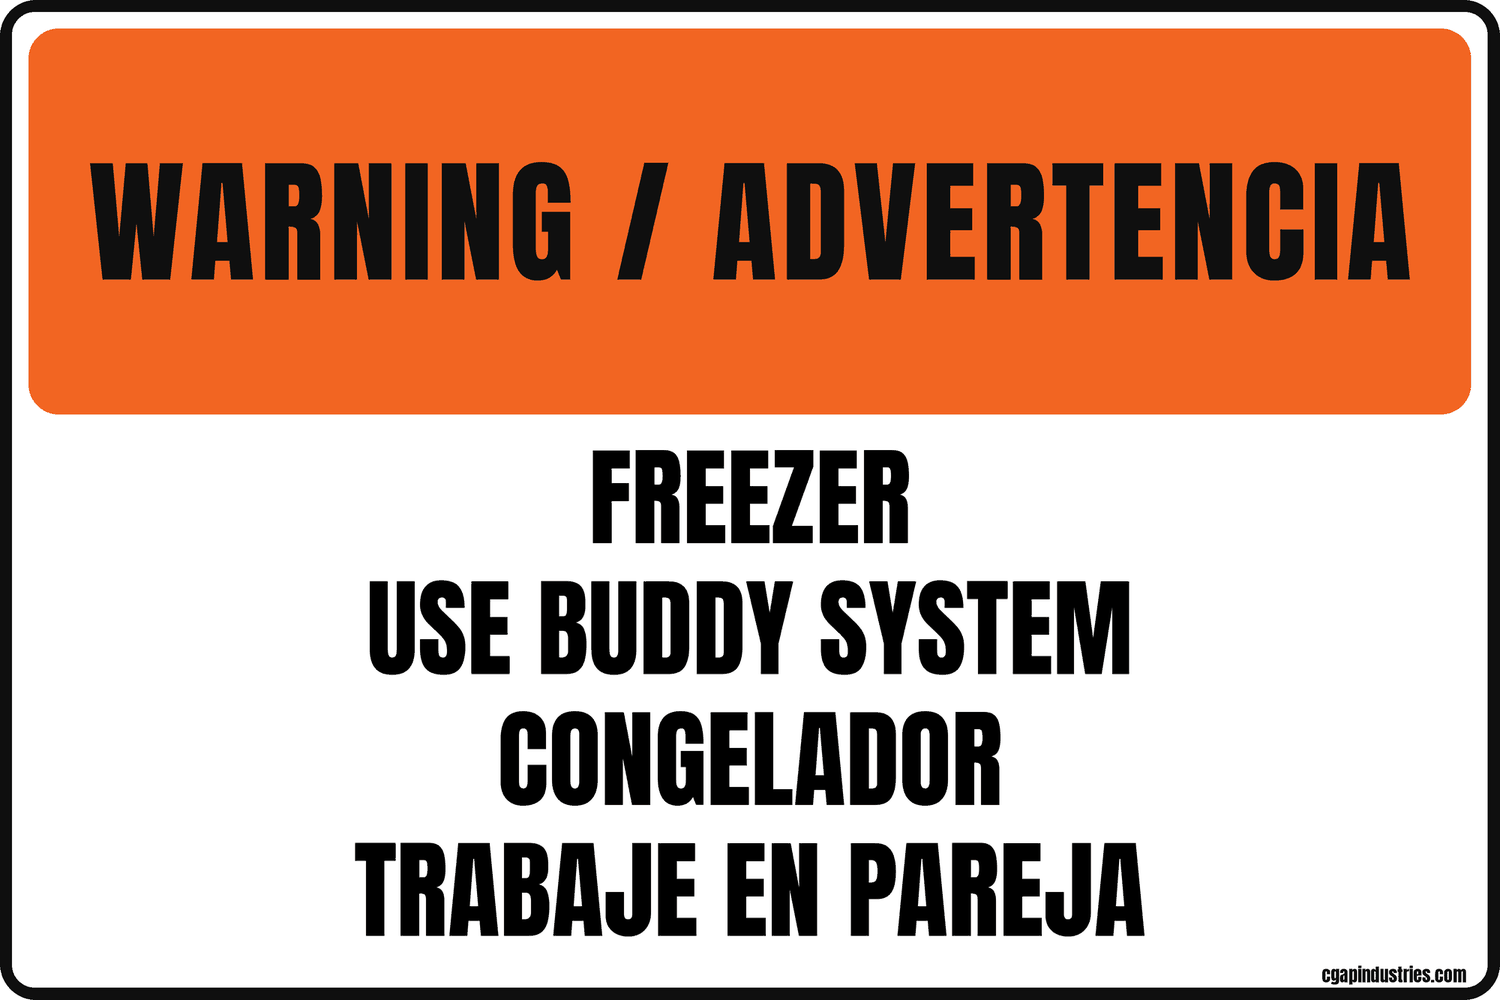 WARNING / ADVERTENCIA
FREEZER
USE BUDDY SYSTEM
CONGELADOR
TRABAJE EN PAREJA
cgapindustries.com